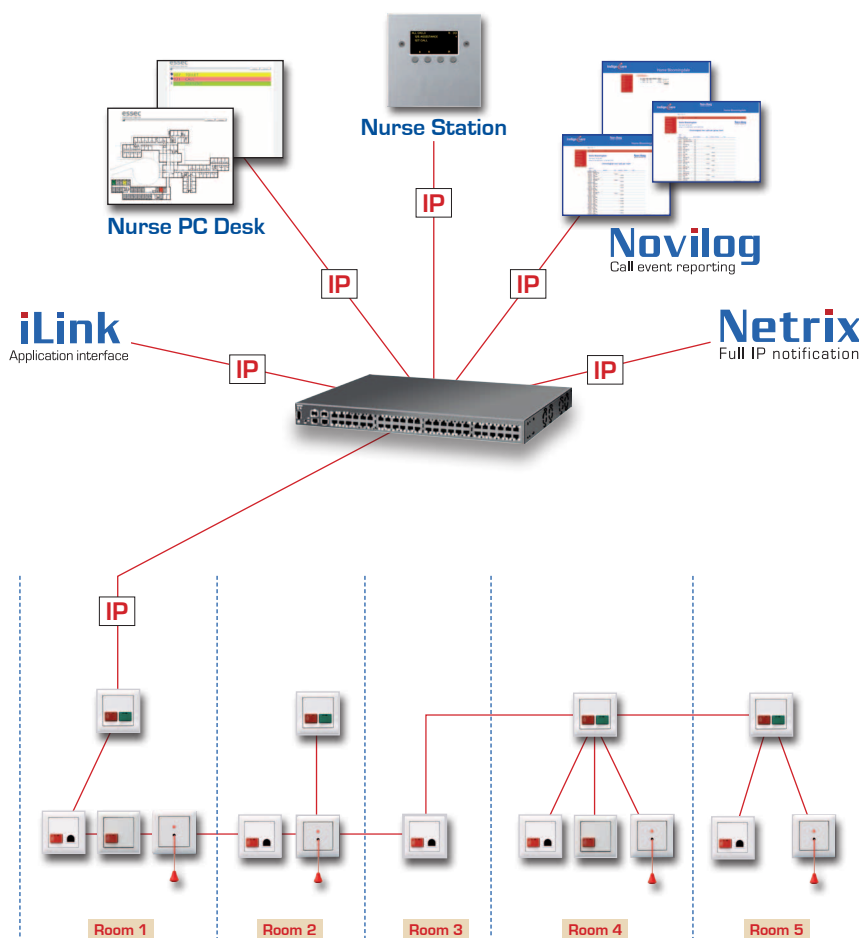 essec
essec
Nurse Station
Nurse PC Desk
Novilog
Call event reporting
iLink
Application interface
Netrix
Full IP notification
IP
IP
IP
IP
IP
IP
Room 1
Room 2
Room 3
Room 4
Room 5